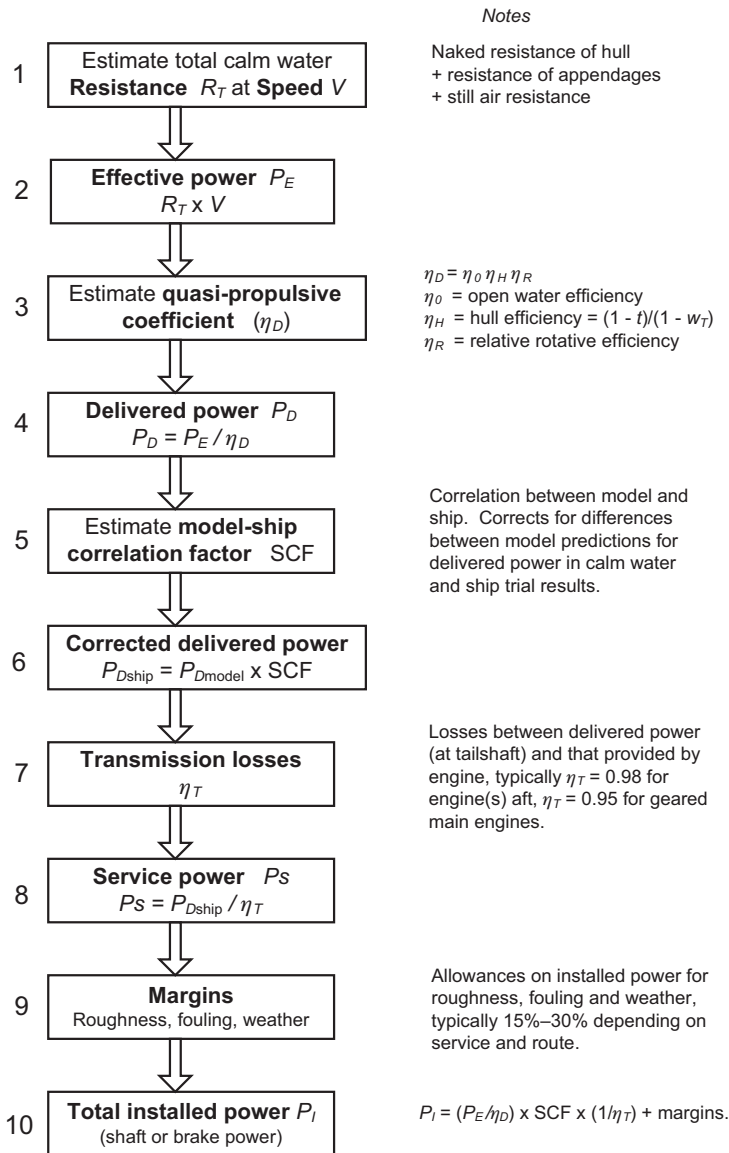 Notes
1
Estimate total calm water
Resistance R_T at Speed V
Naked resistance of hull
+ resistance of appendages
+ still air resistance
2
Effective power P_E
R_T x V
3
Estimate quasi-propulsive
coefficient (η_D)
η_D = η_0 η_H η_R
η_0 = open water efficiency
η_H = hull efficiency = (1 - t)/(1 - w_T)
η_R = relative rotative efficiency
4
Delivered power P_D
P_D = P_E / η_D
5
Estimate model-ship
correlation factor SCF
Correlation between model and
ship. Corrects for differences
between model predictions for
delivered power in calm water
and ship trial results.
6
Corrected delivered power
P_Dship = P_Dmodel x SCF
7
Transmission losses
η_T
Losses between delivered power
(at tailshaft) and that provided by
engine, typically η_T = 0.98 for
engine(s) aft, η_T = 0.95 for geared
main engines.
8
Service power Ps
Ps = P_Dship / η_T
9
Margins
Roughness, fouling, weather
Allowances on installed power for
roughness, fouling and weather,
typically 15%–30% depending on
service and route.
10
Total installed power P_I
(shaft or brake power)
P_I = (P_E/η_D) x SCF x (1/η_T) + margins.